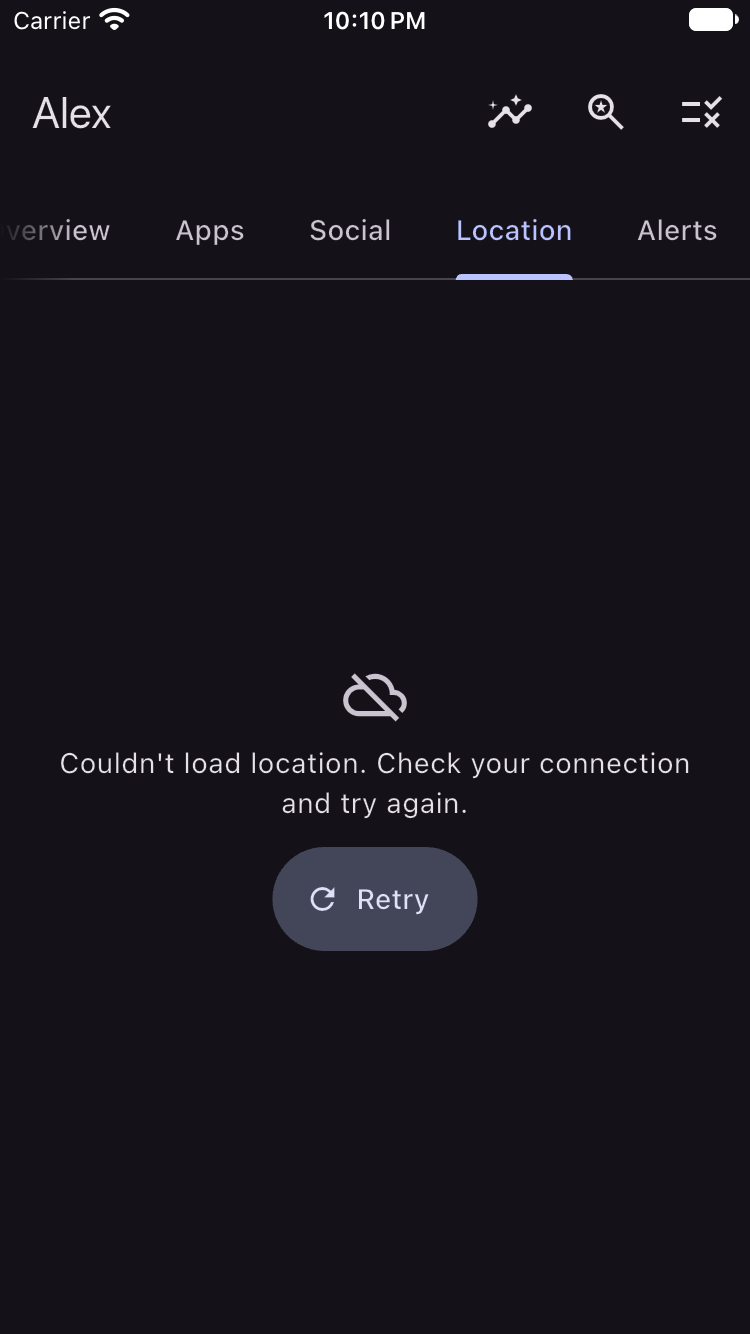 Carrier
10:10 PM
Alex
verview
Apps
Social
Location
Alerts
Couldn't load location. Check your connection
and try again.
Retry